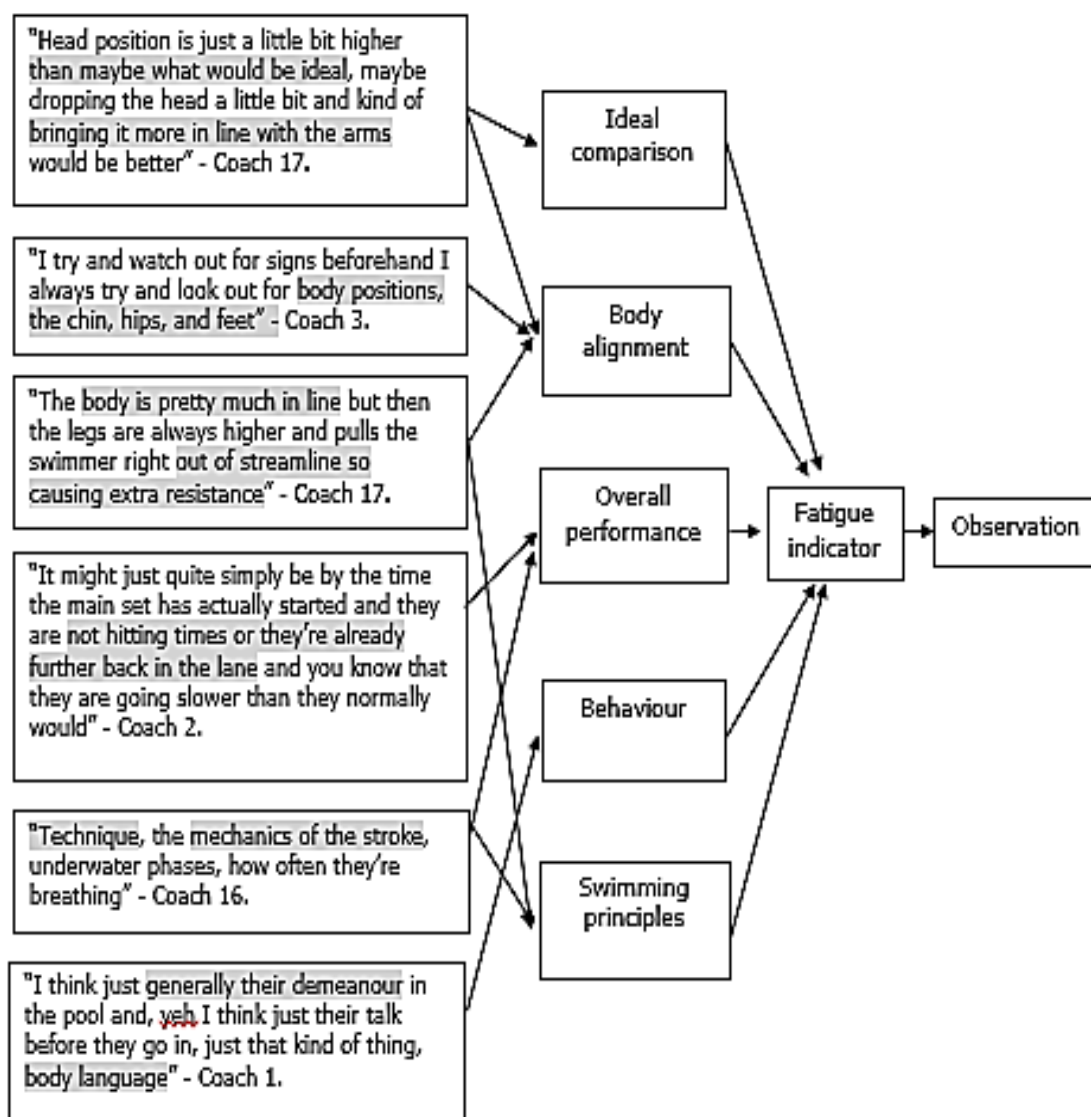 "Head position is just a little bit higher
than maybe what would be ideal, maybe
dropping the head a little bit and kind of
bringing it more in line with the arms
would be better" - Coach 17.
"I try and watch out for signs beforehand I
always try and look out for body positions,
the chin, hips, and feet" - Coach 3.
"The body is pretty much in line but then
the legs are always higher and pulls the
swimmer right out of streamline so
causing extra resistance" - Coach 17.
"It might just quite simply be by the time
the main set has actually started and they
are not hitting times or they're already
further back in the lane and you know that
they are going slower than they normally
would" - Coach 2.
"Technique, the mechanics of the stroke,
underwater phases, how often they're
breathing" - Coach 16.
"I think just generally their demeanour in
the pool and, yeh I think just their talk
before they go in, just that kind of thing,
body language" - Coach 1.
Ideal
comparison
Body
alignment
Overall
performance
Behaviour
Swimming
principles
Fatigue
indicator
Observation